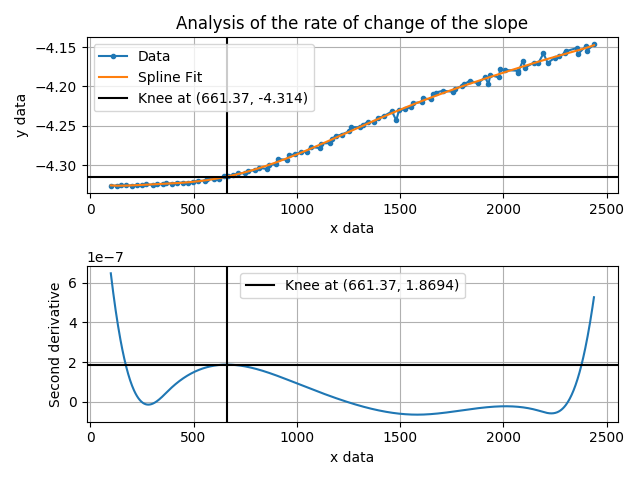 Analysis of the rate of change of the slope
−4.15
−4.20
−4.25
−4.30
y data
Data
Spline Fit
Knee at (661.37, -4.314)
0 500 1000 1500 2000 2500
x data
1e−7
6
4
2
0
Second derivative
Knee at (661.37, 1.8694)
0 500 1000 1500 2000 2500
x data